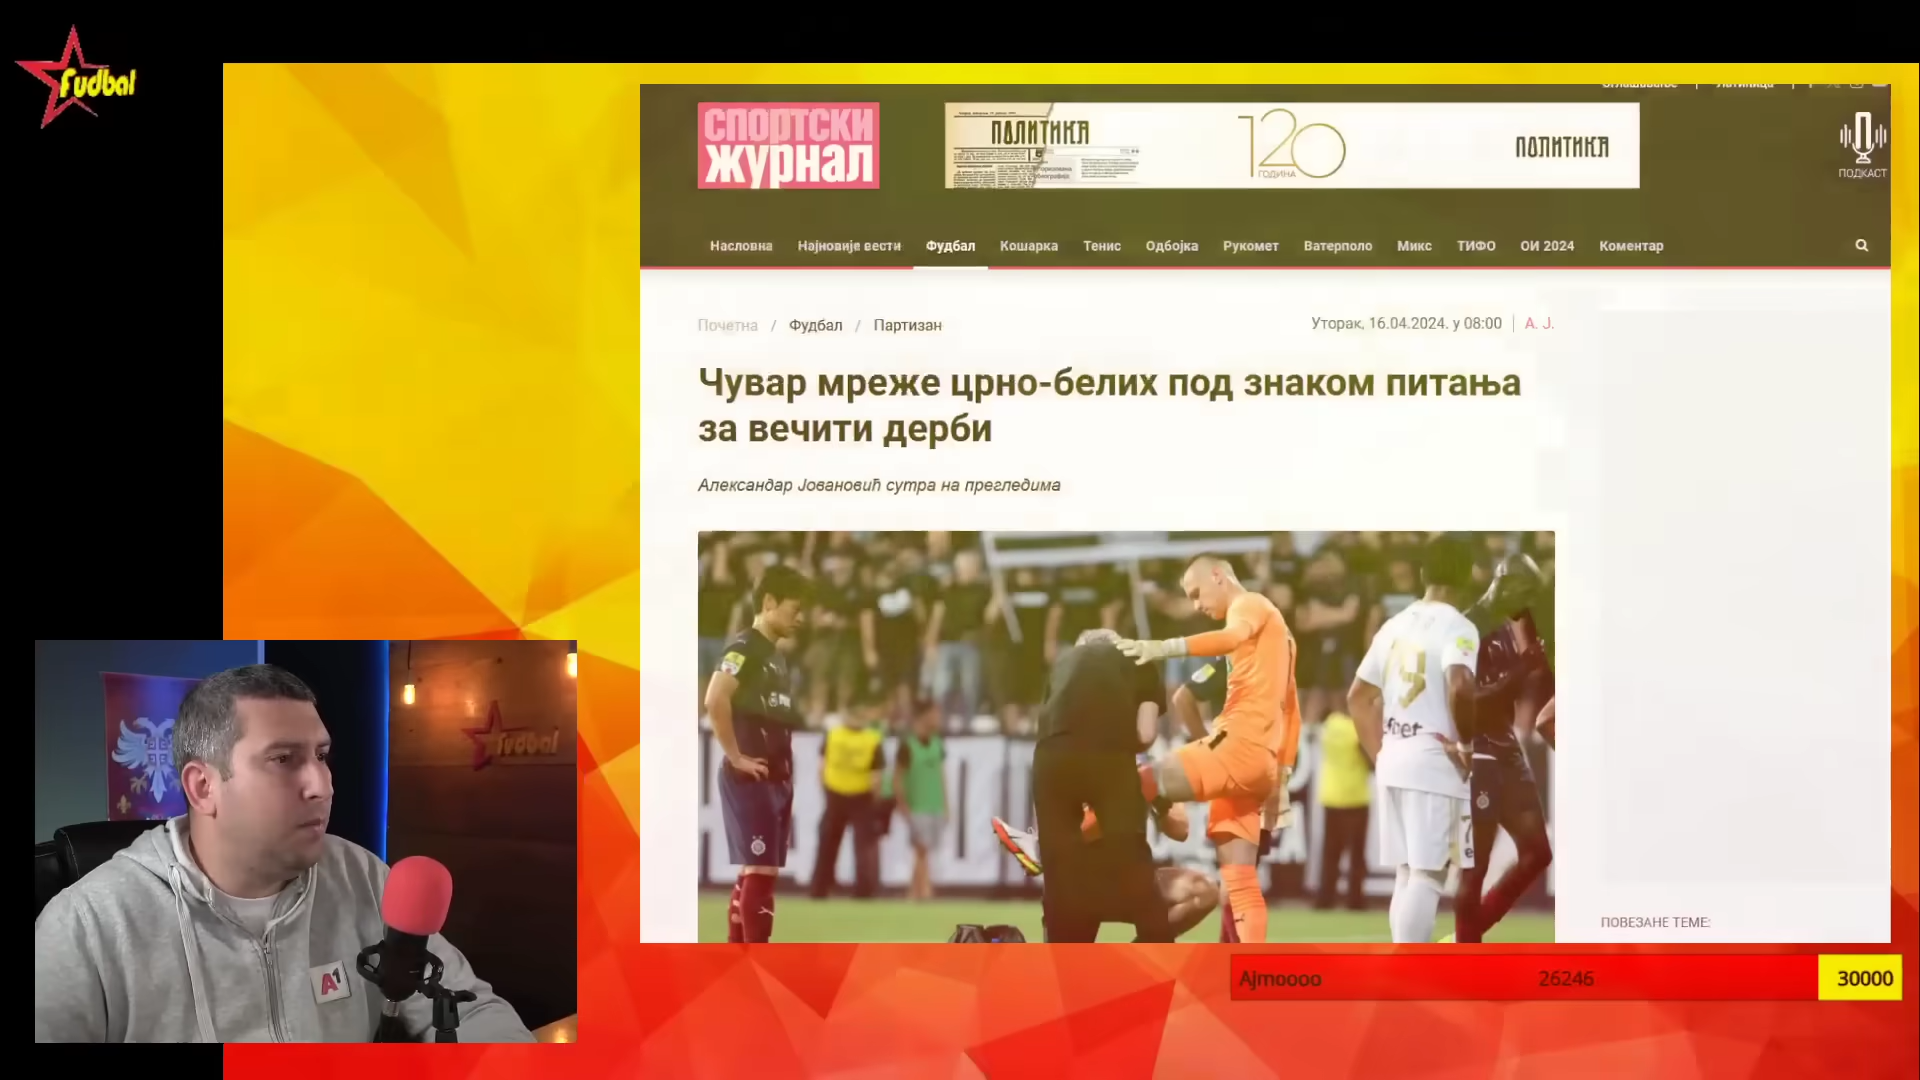 Fudbal
Латиница
СПОРТСКИ
ЖУРНАЛ
ПОЛИТИКА
120
ГОДИНА
ПОЛИТИКА
ПОДКАСТ
Насловна Најновије вести Фудбал Кошарка Тенис Одбојка Рукомет Ватерполо Микс ТИФО ОИ 2024 Коментар
Почетна / Фудбал / Партизан
Уторак, 16.04.2024. у 08:00 | А. Ј.
Чувар мреже црно-белих под знаком питања
за вечити дерби
Александар Јовановић сутра на прегледима
ПОВЕЗАНЕ ТЕМЕ:
fudbal
A1
Ajmoooo 26246 30000